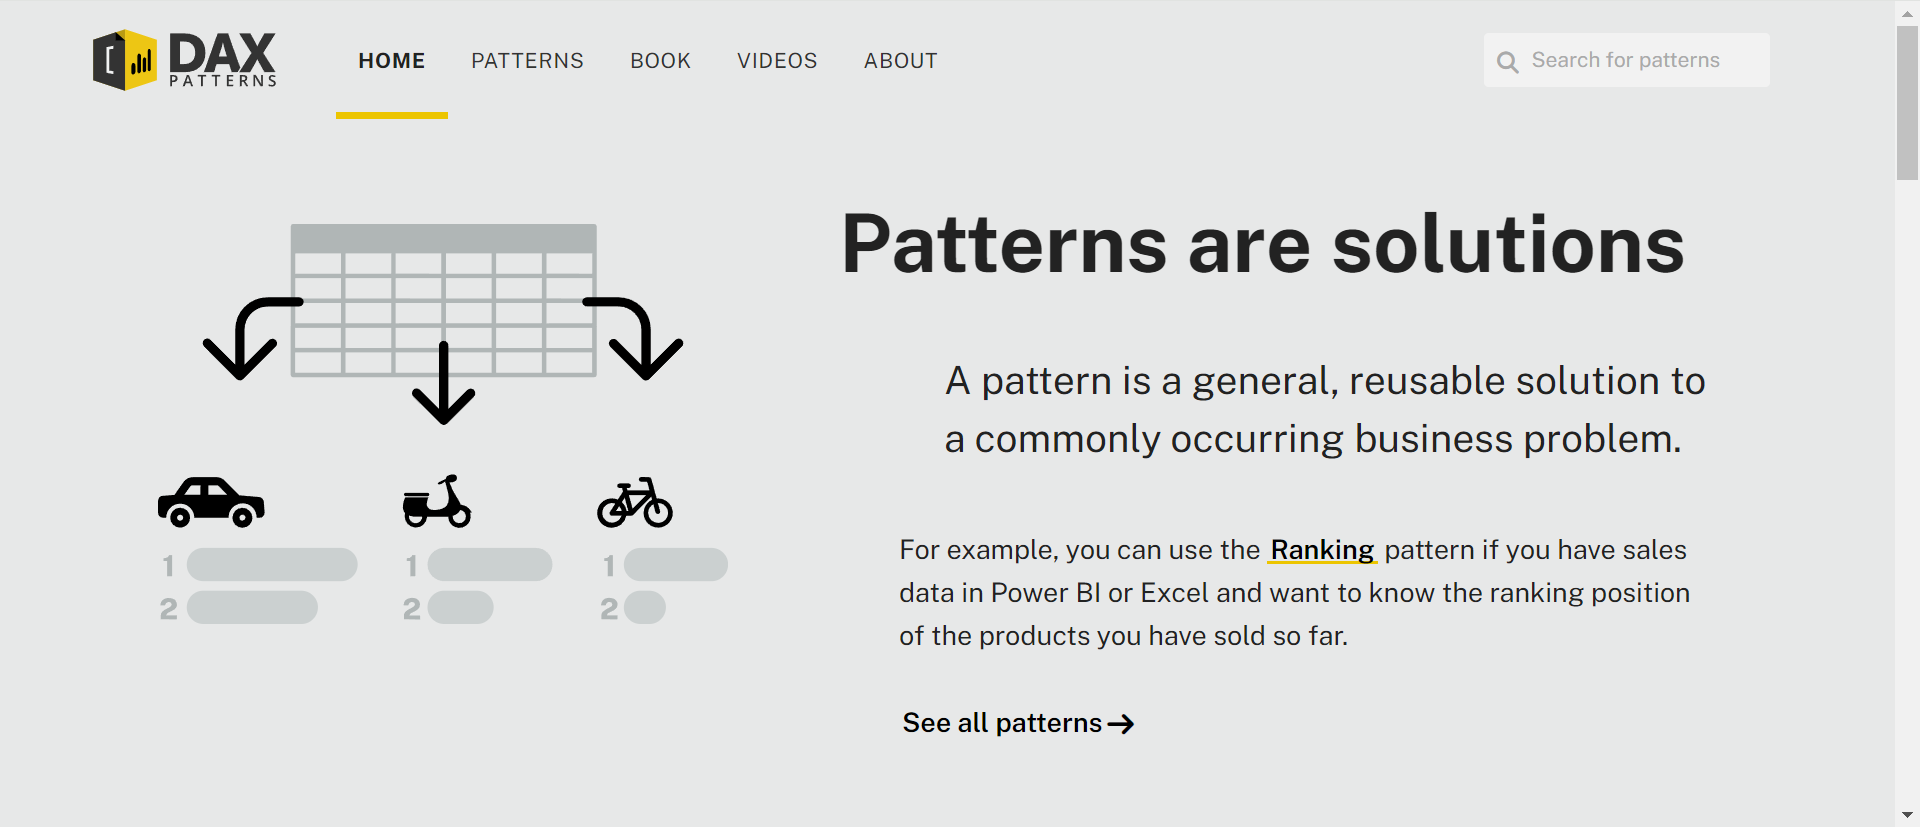 DAX
PATTERNS
HOME PATTERNS BOOK VIDEOS ABOUT
Search for patterns
Patterns are solutions
A pattern is a general, reusable solution to
a commonly occurring business problem.
For example, you can use the Ranking pattern if you have sales
data in Power BI or Excel and want to know the ranking position
of the products you have sold so far.
See all patterns
1 1 1
2 2 2